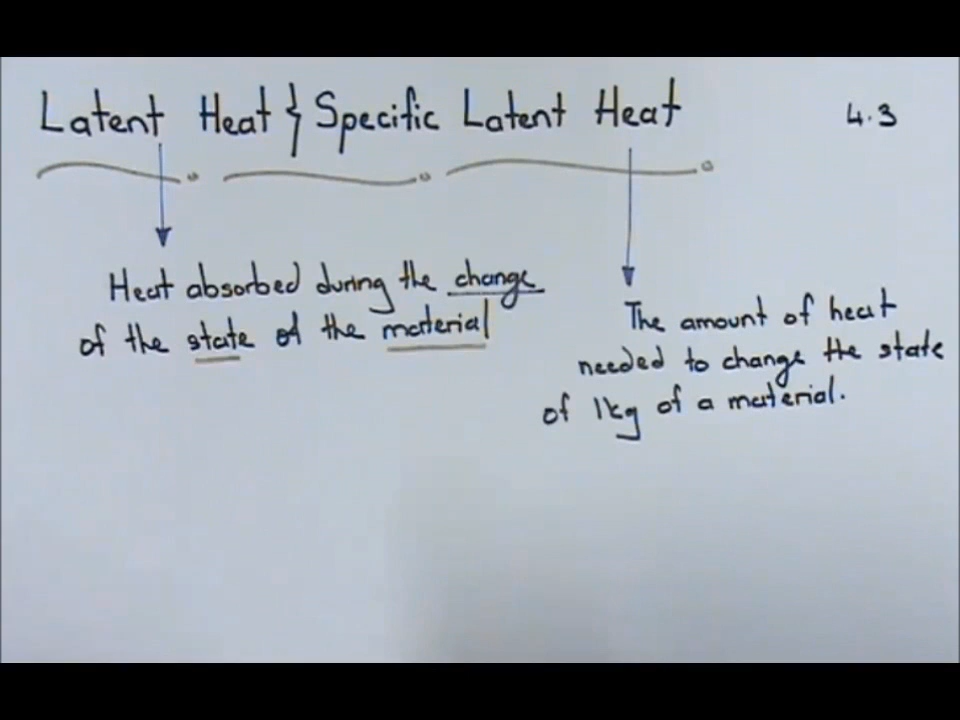 Latent Heat & Specific Latent Heat
4.3
Heat absorbed during the change
of the state of the material
The amount of heat
needed to change the state
of 1kg of a material.